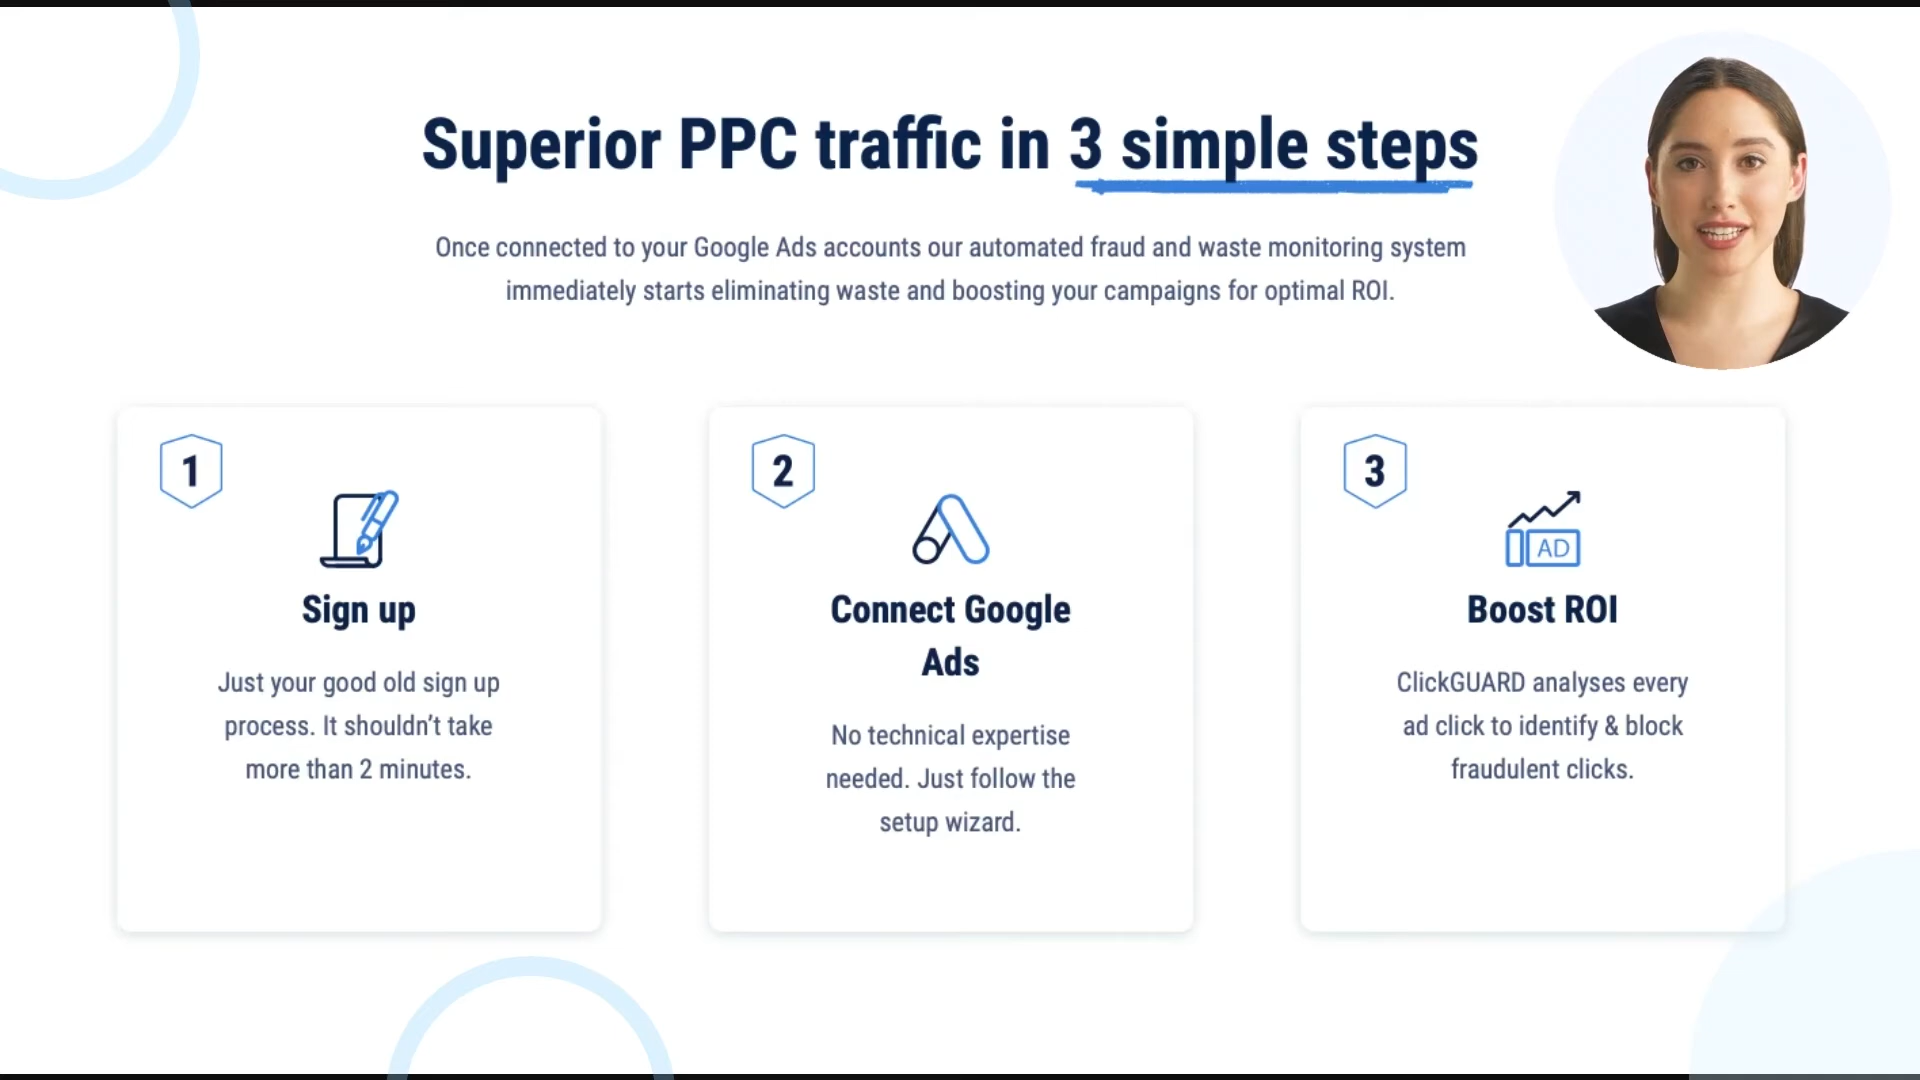 Superior PPC traffic in 3 simple steps
Once connected to your Google Ads accounts our automated fraud and waste monitoring system
immediately starts eliminating waste and boosting your campaigns for optimal ROI.
1
Sign up
Just your good old sign up
process. It shouldn’t take
more than 2 minutes.
2
Connect Google
Ads
No technical expertise
needed. Just follow the
setup wizard.
3
AD
Boost ROI
ClickGUARD analyses every
ad click to identify & block
fraudulent clicks.